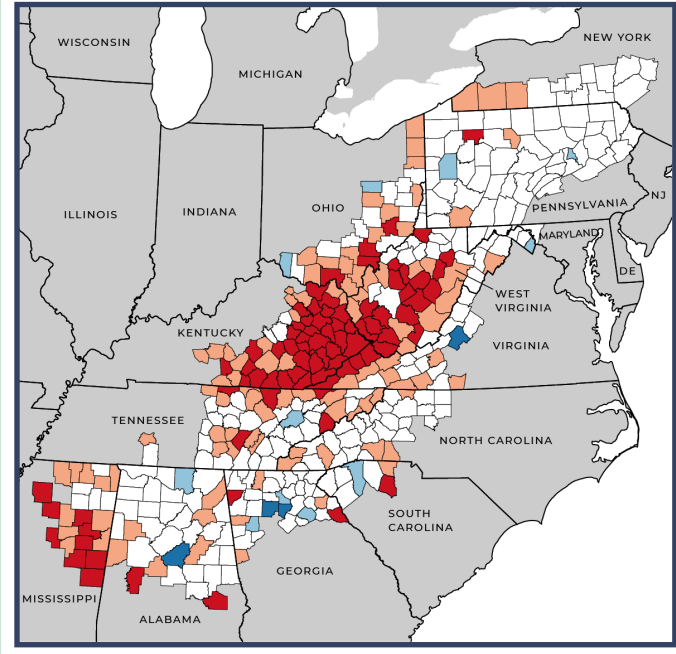 NEW YORK
WISCONSIN
MICHIGAN
NJ
PENNSYLVANIA
OHIO
ILLINOIS
INDIANA
MARYLAND
DE
WEST
VIRGINIA
KENTUCKY
VIRGINIA
TENNESSEE
NORTH CAROLINA
SOUTH
CAROLINA
GEORGIA
MISSISSIPPI
ALABAMA